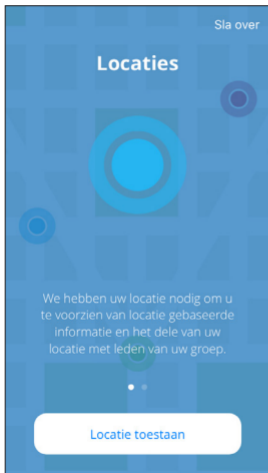 Sla over
Locaties
We hebben uw locatie nodig om u
te voorzien van locatie gebaseerde
informatie en het dele van uw
locatie met leden van uw groep.
Locatie toestaan